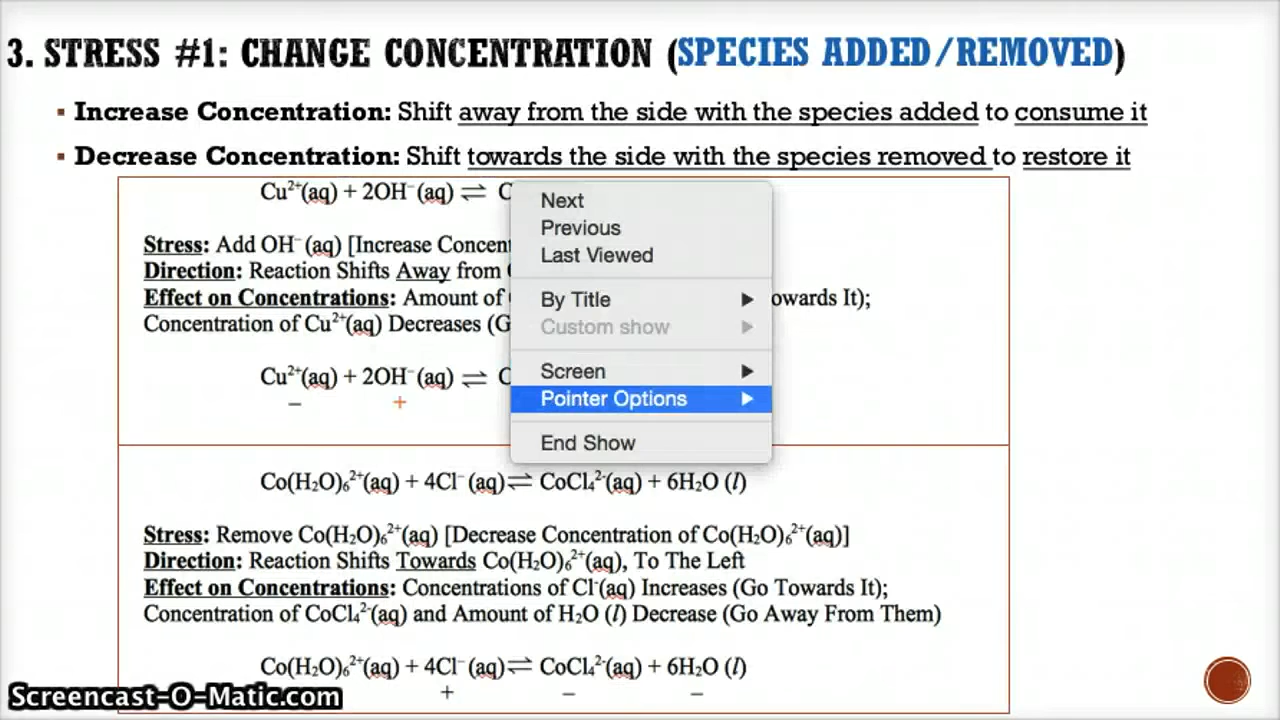 3. STRESS #1: CHANGE CONCENTRATION (SPECIES ADDED/REMOVED)
▪ Increase Concentration: Shift away from the side with the species added to consume it
▪ Decrease Concentration: Shift towards the side with the species removed to restore it
Cu²⁺(aq) + 2OH⁻(aq) ⇌ C
Stress: Add OH⁻(aq) [Increase Concent
Direction: Reaction Shifts Away from
Effect on Concentrations: Amount of owards It);
Concentration of Cu²⁺(aq) Decreases (G
Cu²⁺(aq) + 2OH⁻(aq) ⇌ C
− +
Next
Previous
Last Viewed
By Title ▶
Custom show ▶
Screen ▶
Pointer Options ▶
End Show
Co(H₂O)₆²⁺(aq) + 4Cl⁻(aq)⇌ CoCl₄²⁻(aq) + 6H₂O (l)
Stress: Remove Co(H₂O)₆²⁺(aq) [Decrease Concentration of Co(H₂O)₆²⁺(aq)]
Direction: Reaction Shifts Towards Co(H₂O)₆²⁺(aq), To The Left
Effect on Concentrations: Concentrations of Cl⁻(aq) Increases (Go Towards It);
Concentration of CoCl₄²⁻(aq) and Amount of H₂O (l) Decrease (Go Away From Them)
Co(H₂O)₆²⁺(aq) + 4Cl⁻(aq)⇌ CoCl₄²⁻(aq) + 6H₂O (l)
+ − −
Screencast-O-Matic.com